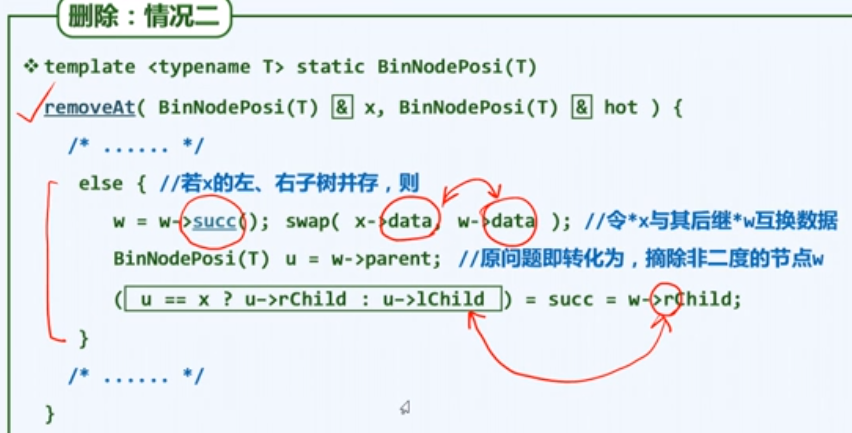 删除：情况二
❖template <typename T> static BinNodePosi(T)
removeAt( BinNodePosi(T) & x, BinNodePosi(T) & hot ) {
/* ...... */
else { //若x的左、右子树并存，则
w = w->succ(); swap( x->data, w->data ); //令*x与其后继*w互换数据
BinNodePosi(T) u = w->parent; //原问题即转化为，摘除非二度的节点w
( u == x ? u->rChild : u->lChild ) = succ = w->rChild;
}
/* ...... */
}